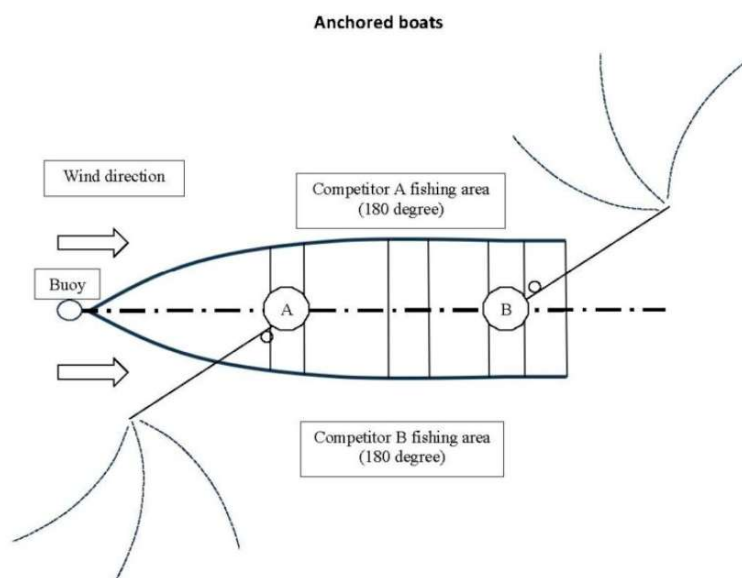 Anchored boats
Wind direction
Competitor A fishing area
(180 degree)
Buoy
A
B
Competitor B fishing area
(180 degree)